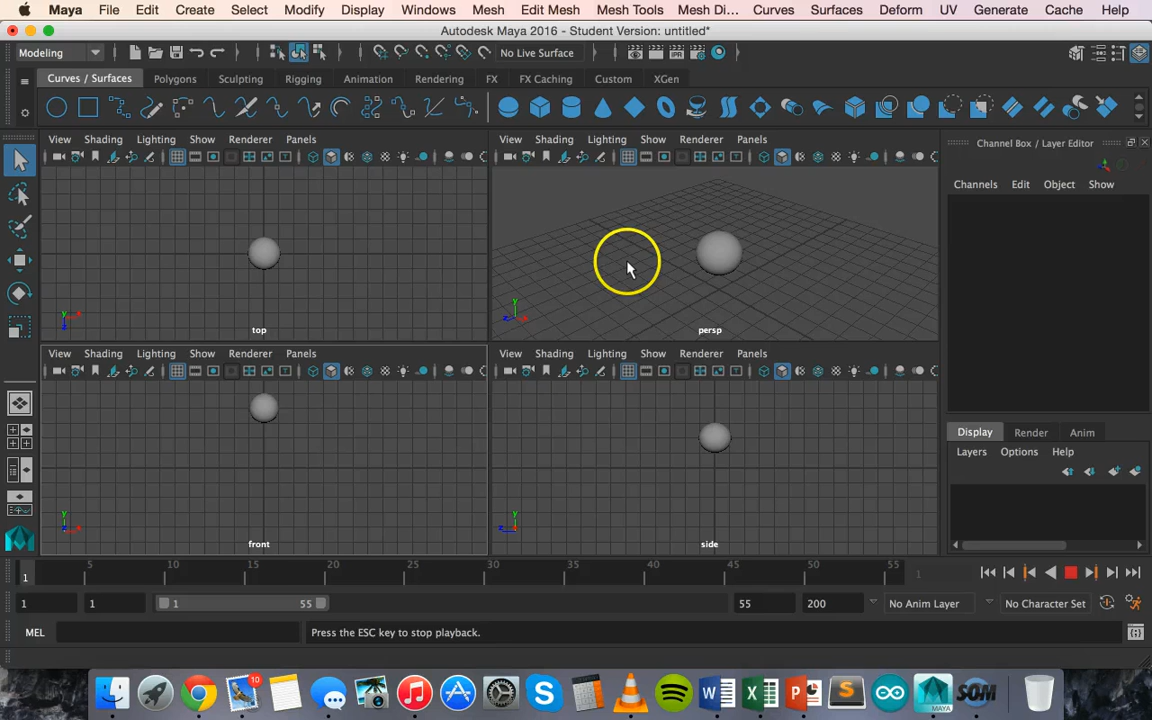 Maya File Edit Create Select Modify Display Windows Mesh Edit Mesh Mesh Tools Mesh Di... Curves Surfaces Deform UV Generate Cache Help
Autodesk Maya 2016 - Student Version: untitled*
Modeling No Live Surface
Curves / Surfaces Polygons Sculpting Rigging Animation Rendering FX FX Caching Custom XGen
View Shading Lighting Show Renderer Panels
View Shading Lighting Show Renderer Panels
Channel Box / Layer Editor
Channels Edit Object Show
top
persp
View Shading Lighting Show Renderer Panels
View Shading Lighting Show Renderer Panels
front
side
Display Render Anim
Layers Options Help
1 5 10 15 20 25 30 35 40 45 50 55 1
1 1 1 55 55 200 No Anim Layer No Character Set
MEL Press the ESC key to stop playback.
10
W X P S MAYA SOM